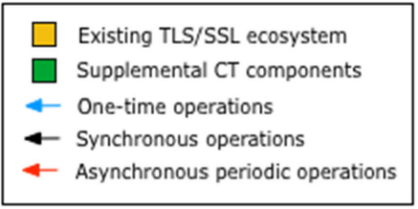 Existing TLS/SSL ecosystem
Supplemental CT components
One-time operations
Synchronous operations
Asynchronous periodic operations